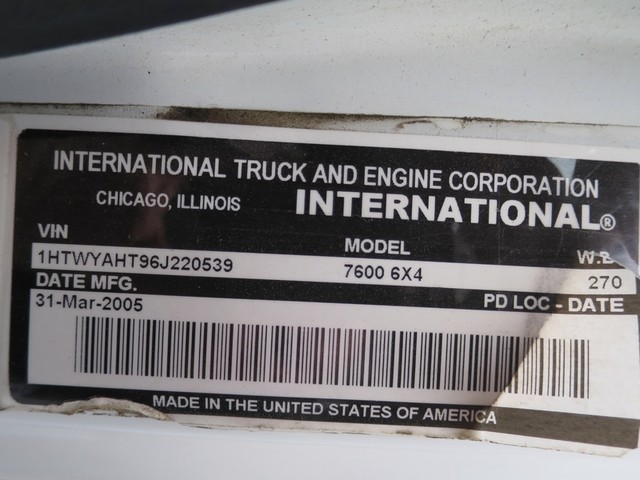 INTERNATIONAL TRUCK AND ENGINE CORPORATION
CHICAGO, ILLINOIS INTERNATIONAL®
VIN MODEL W.B
1HTWYAHT96J220539 7600 6X4 270
DATE MFG. PD LOC - DATE
31-Mar-2005
MADE IN THE UNITED STATES OF AMERICA